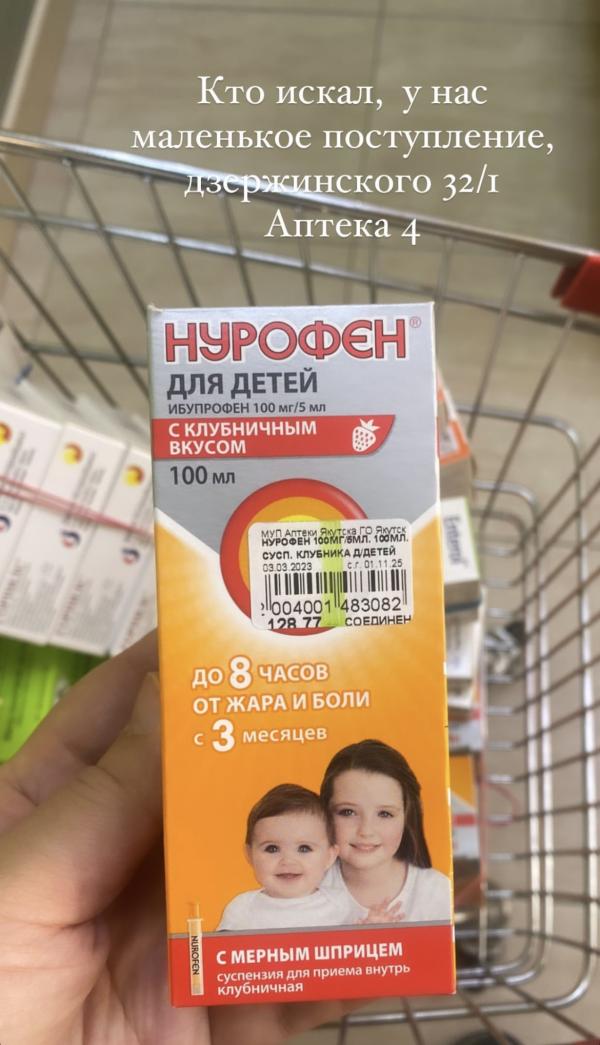 Кто искал, у нас
маленькое поступление,
дзержинского 32/1
Аптека 4
НУРОФЕН®
ДЛЯ ДЕТЕЙ
ИБУПРОФЕН 100 мг/5 мл
С КЛУБНИЧНЫМ
ВКУСОМ
100 мл
МУП Аптеки Якутска ГО Якутск
НУРОФЕН 100МГ/5МЛ. 100МЛ.
СУСП. КЛУБНИКА Д/ДЕТЕЙ
03.03.2023 с.г. 01.11.25
2004001483082
128.77 СОЕДИНЕН
ДО 8 ЧАСОВ
ОТ ЖАРА И БОЛИ
с 3 месяцев
NUROFEN
С МЕРНЫМ ШПРИЦЕМ
суспензия для приема внутрь
клубничная